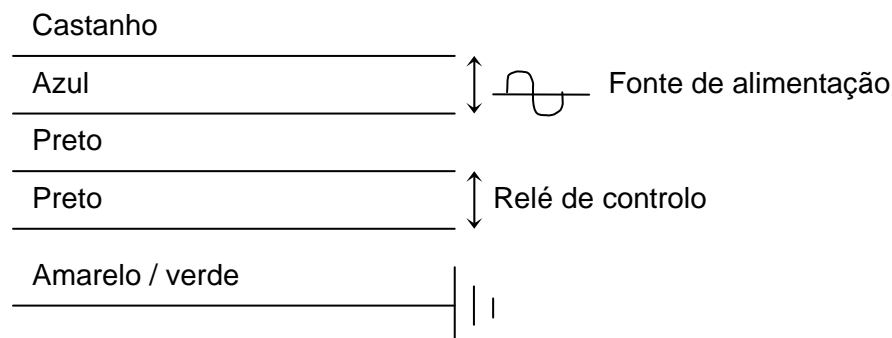 Castanho
Azul
Fonte de alimentação
Preto
Preto
Relé de controlo
Amarelo / verde